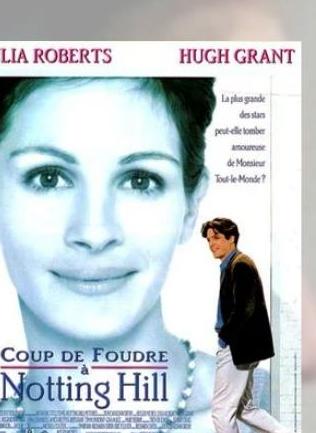 LIA ROBERTS HUGH GRANT
La plus grande
des stars
peut-elle tomber
amoureuse
de Monsieur
Tout-le-Monde?
COUP DE FOUDRE
à
Notting Hill